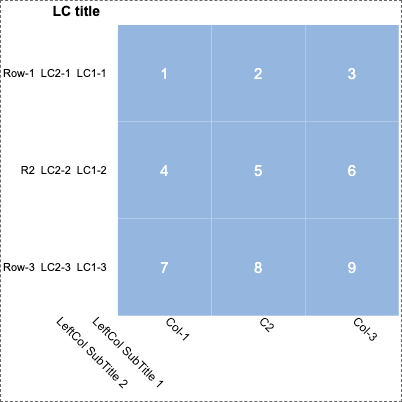 LC title
Row-1 LC2-1 LC1-1 1 2 3
R2 LC2-2 LC1-2 4 5 6
Row-3 LC2-3 LC1-3 7 8 9
LeftCol SubTitle 2
LeftCol SubTitle 1
Col-1
C2
Col-3